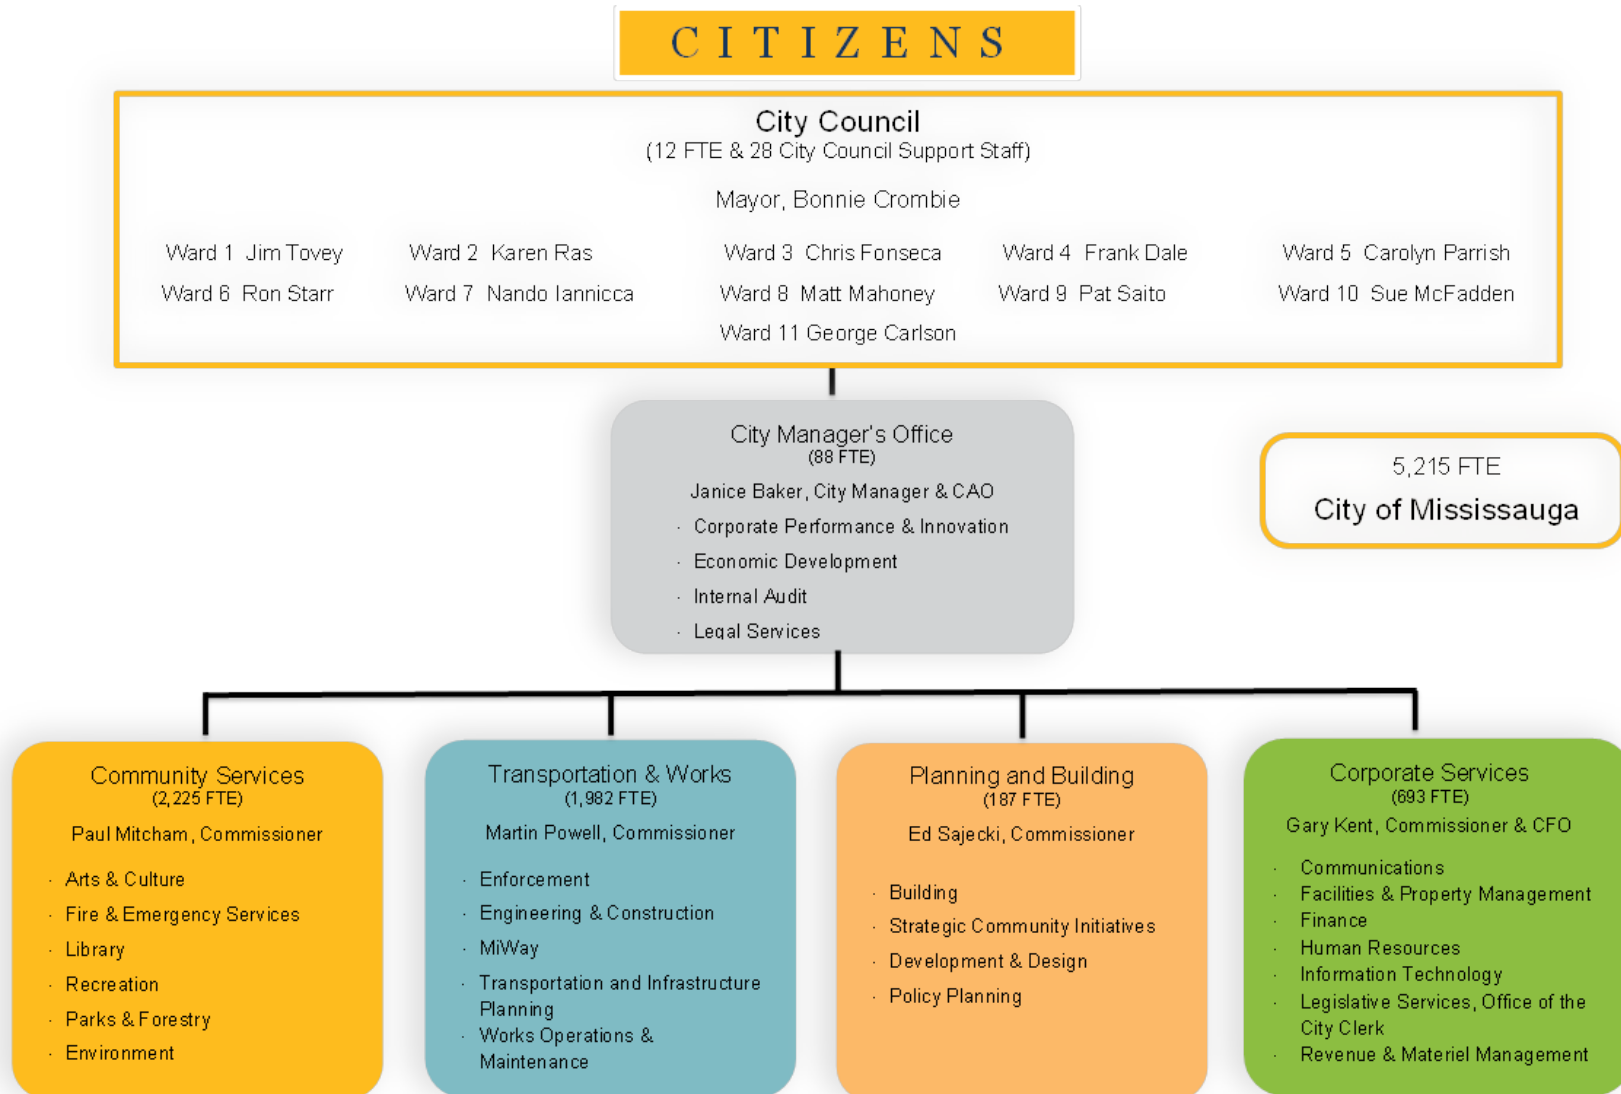 CITIZENS
City Council
(12 FTE & 28 City Council Support Staff)
Mayor, Bonnie Crombie
Ward 1 Jim Tovey
Ward 2 Karen Ras
Ward 3 Chris Fonseca
Ward 4 Frank Dale
Ward 5 Carolyn Parrish
Ward 6 Ron Starr
Ward 7 Nando Iannicca
Ward 8 Matt Mahoney
Ward 9 Pat Saito
Ward 10 Sue McFadden
Ward 11 George Carlson
City Manager's Office
(88 FTE)
Janice Baker, City Manager & CAO
· Corporate Performance & Innovation
· Economic Development
· Internal Audit
· Legal Services
5,215 FTE
City of Mississauga
Community Services
(2,225 FTE)
Paul Mitcham, Commissioner
· Arts & Culture
· Fire & Emergency Services
· Library
· Recreation
· Parks & Forestry
· Environment
Transportation & Works
(1,982 FTE)
Martin Powell, Commissioner
· Enforcement
· Engineering & Construction
· MiWay
· Transportation and Infrastructure
Planning
· Works Operations &
Maintenance
Planning and Building
(187 FTE)
Ed Sajecki, Commissioner
· Building
· Strategic Community Initiatives
· Development & Design
· Policy Planning
Corporate Services
(693 FTE)
Gary Kent, Commissioner & CFO
· Communications
· Facilities & Property Management
· Finance
· Human Resources
· Information Technology
· Legislative Services, Office of the
City Clerk
· Revenue & Materiel Management